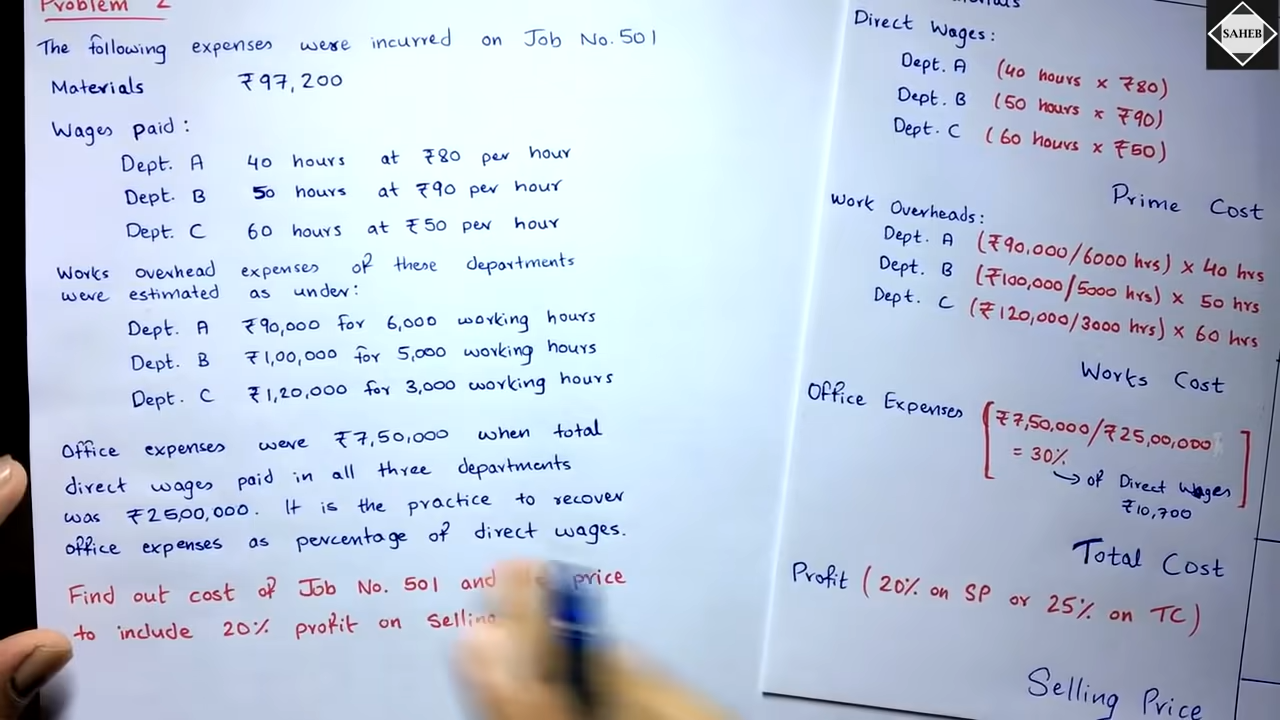 Problem 2
The following expenses were incurred on Job No. 501
Materials ₹97,200
Wages paid:
Dept. A 40 hours at ₹80 per hour
Dept. B 50 hours at ₹90 per hour
Dept. C 60 hours at ₹50 per hour
Works overhead expenses of these departments
were estimated as under:
Dept. A ₹90,000 for 6,000 working hours
Dept. B ₹1,00,000 for 5,000 working hours
Dept. C ₹1,20,000 for 3,000 working hours
Office expenses were ₹7,50,000 when total
direct wages paid in all three departments
was ₹25,00,000. It is the practice to recover
office expenses as percentage of direct wages.
Find out cost of Job No. 501 and price
to include 20% profit on Selling
Direct Wages:
Dept. A (40 hours x ₹80)
Dept. B (50 hours x ₹90)
Dept. C (60 hours x ₹50)
Prime Cost
Work Overheads:
Dept. A (₹90,000/6000 hrs) x 40 hrs
Dept. B (₹100,000/5000 hrs) x 50 hrs
Dept. C (₹120,000/3000 hrs) x 60 hrs
Works Cost
Office Expenses [₹7,50,000/₹25,00,000
= 30%
of Direct Wages]
₹10,700
Total Cost
Profit (20% on SP or 25% on TC)
Selling Price
SAHEB